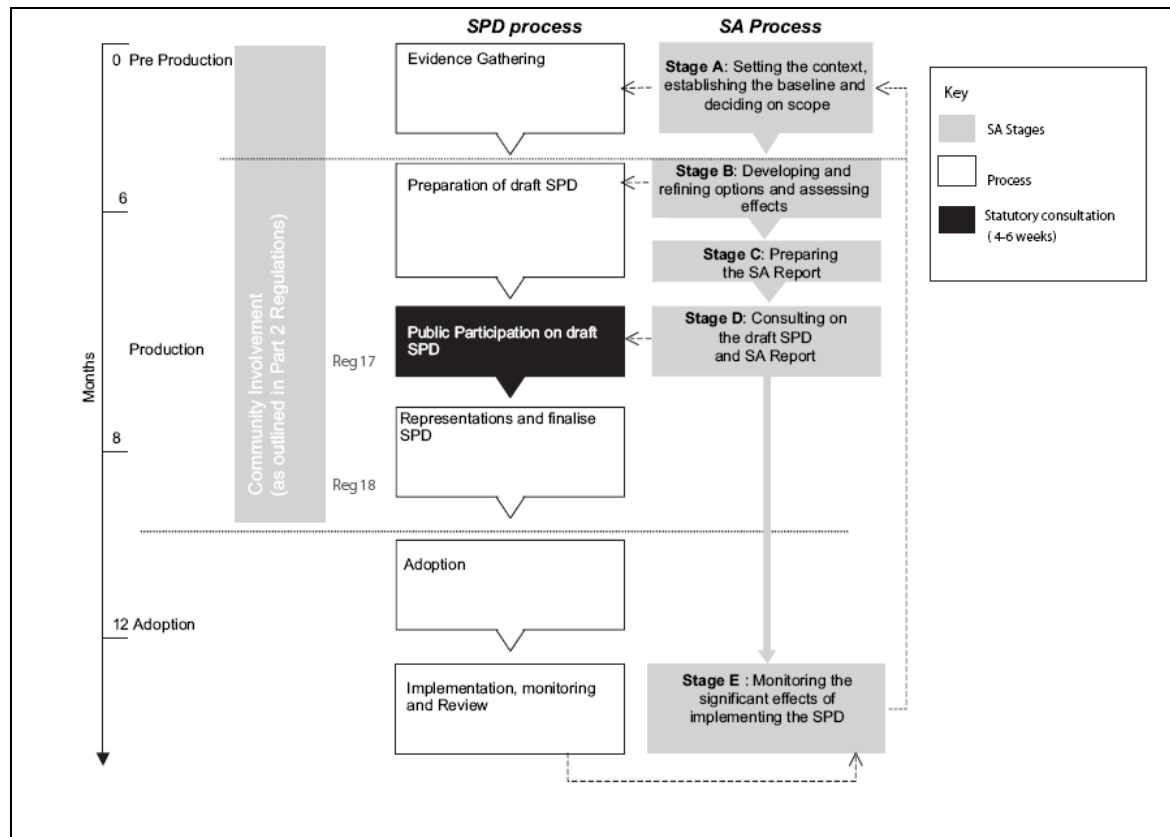 SPD process
SA Process
0 Pre Production
6
Production
8
12 Adoption
Months
Community Involvement
(as outlined in Part 2 Regulations)
Reg 17
Reg 18
Evidence Gathering
Preparation of draft SPD
Public Participation on draft
SPD
Representations and finalise
SPD
Adoption
Implementation, monitoring
and Review
Stage A: Setting the context,
establishing the baseline and
deciding on scope
Stage B: Developing and
refining options and assessing
effects
Stage C: Preparing
the SA Report
Stage D: Consulting on
the draft SPD
and SA Report
Stage E : Monitoring the
significant effects of
implementing the SPD
Key
SA Stages
Process
Statutory consultation
( 4-6 weeks)